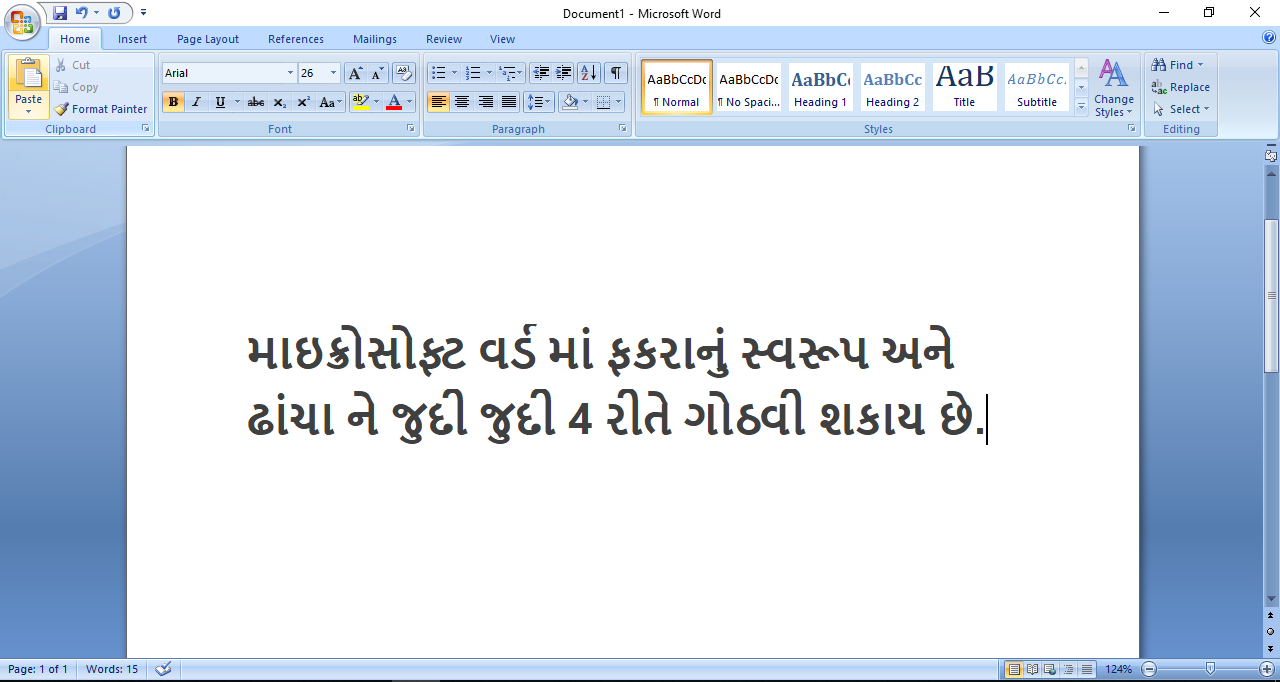 Document1 - Microsoft Word
Home Insert Page Layout References Mailings Review View
Paste
Cut
Copy
Format Painter
Clipboard
Arial 26
B I U abc x₂ x² Aa ab A
Font
Paragraph
AaBbCcDc AaBbCcDc AaBbC AaBbCc AaB AaBbCc.
¶ Normal ¶ No Spaci... Heading 1 Heading 2 Title Subtitle
Change
Styles
Styles
Find
Replace
Select
Editing
માઇક્રોસોફ્ટ વર્ડ માં ફકરાનું સ્વરૂપ અને
ઢાંચા ને જુદી જુદી 4 રીતે ગોઠવી શકાય છે.
Page: 1 of 1 Words: 15 124%